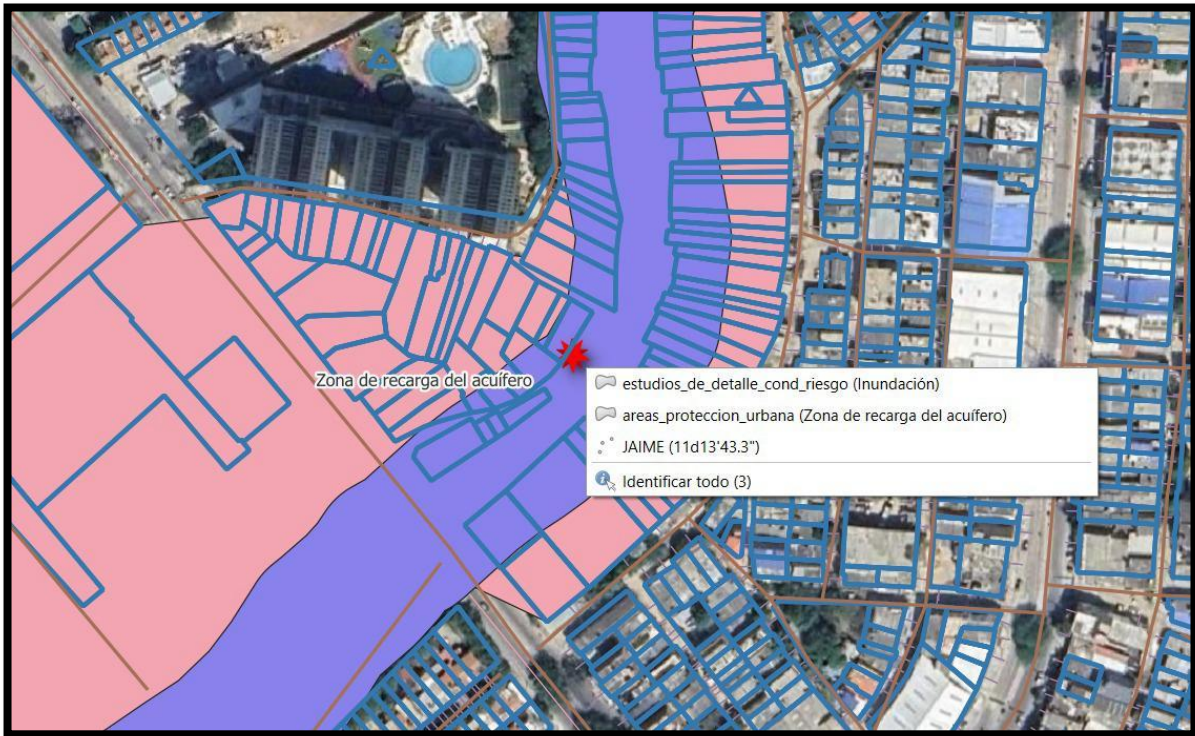 Zona de recarga del acuífero
estudios_de_detalle_cond_riesgo (Inundación)
areas_proteccion_urbana (Zona de recarga del acuífero)
JAIME (11d13'43.3")
Identificar todo (3)